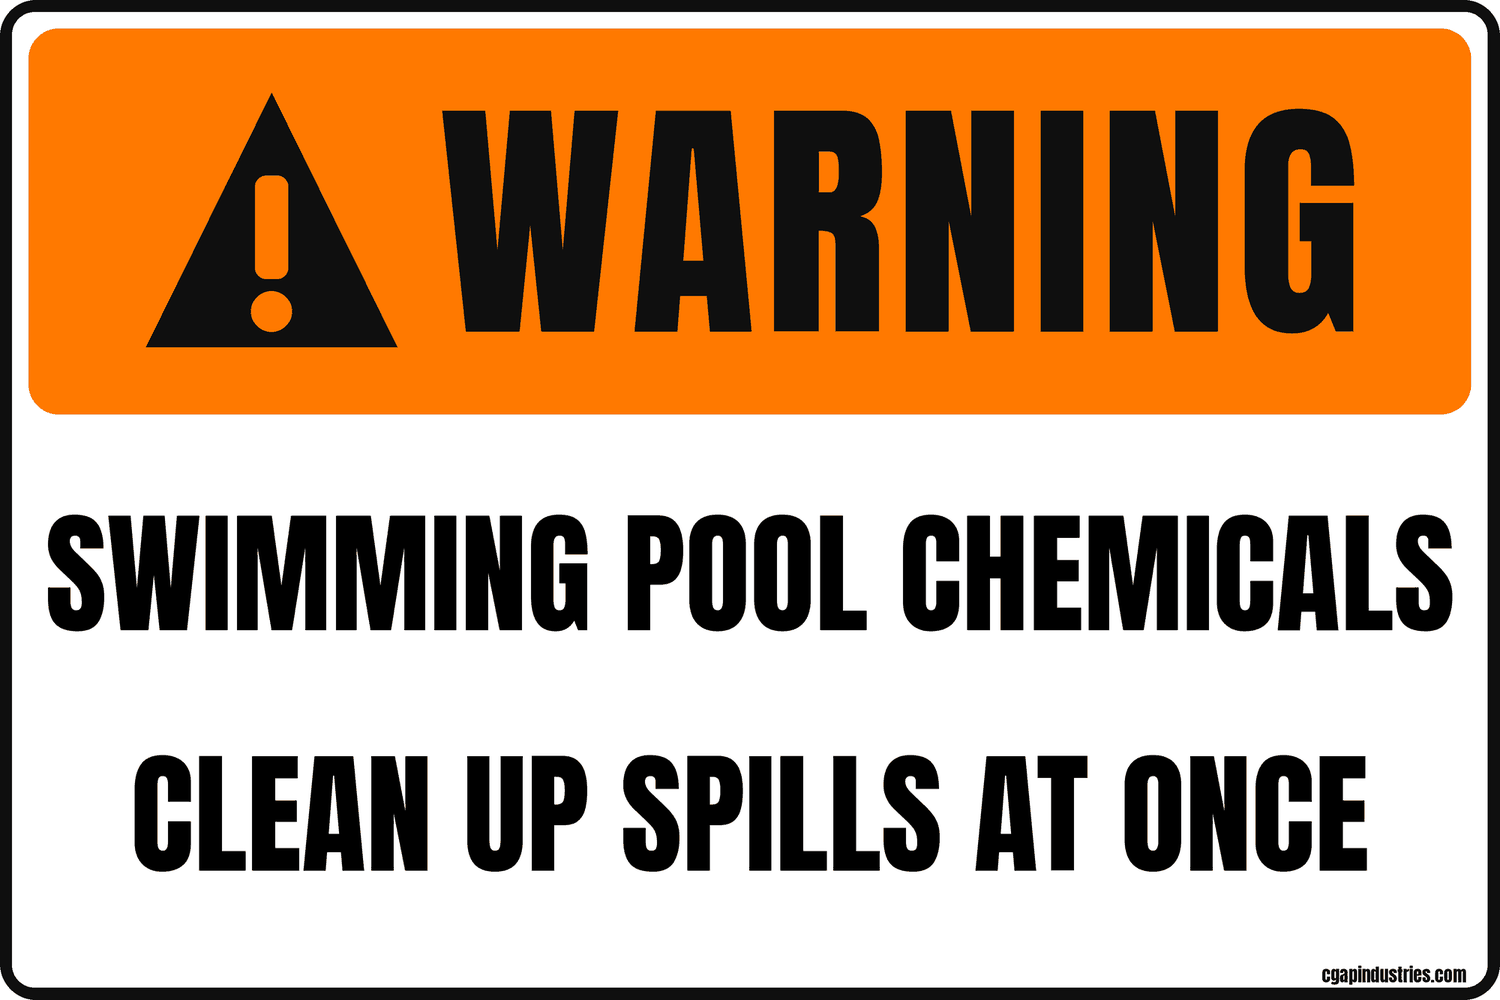 WARNING
SWIMMING POOL CHEMICALS
CLEAN UP SPILLS AT ONCE
cgapindustries.com